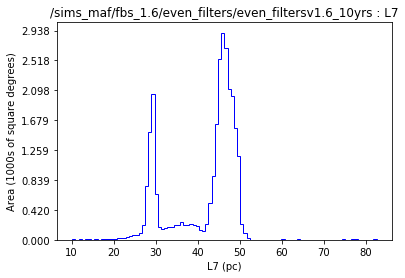 /sims_maf/fbs_1.6/even_filters/even_filtersv1.6_10yrs : L7
Area (1000s of square degrees)
2.938
2.518
2.098
1.679
1.259
0.839
0.420
0.000
10 20 30 40 50 60 70 80
L7 (pc)